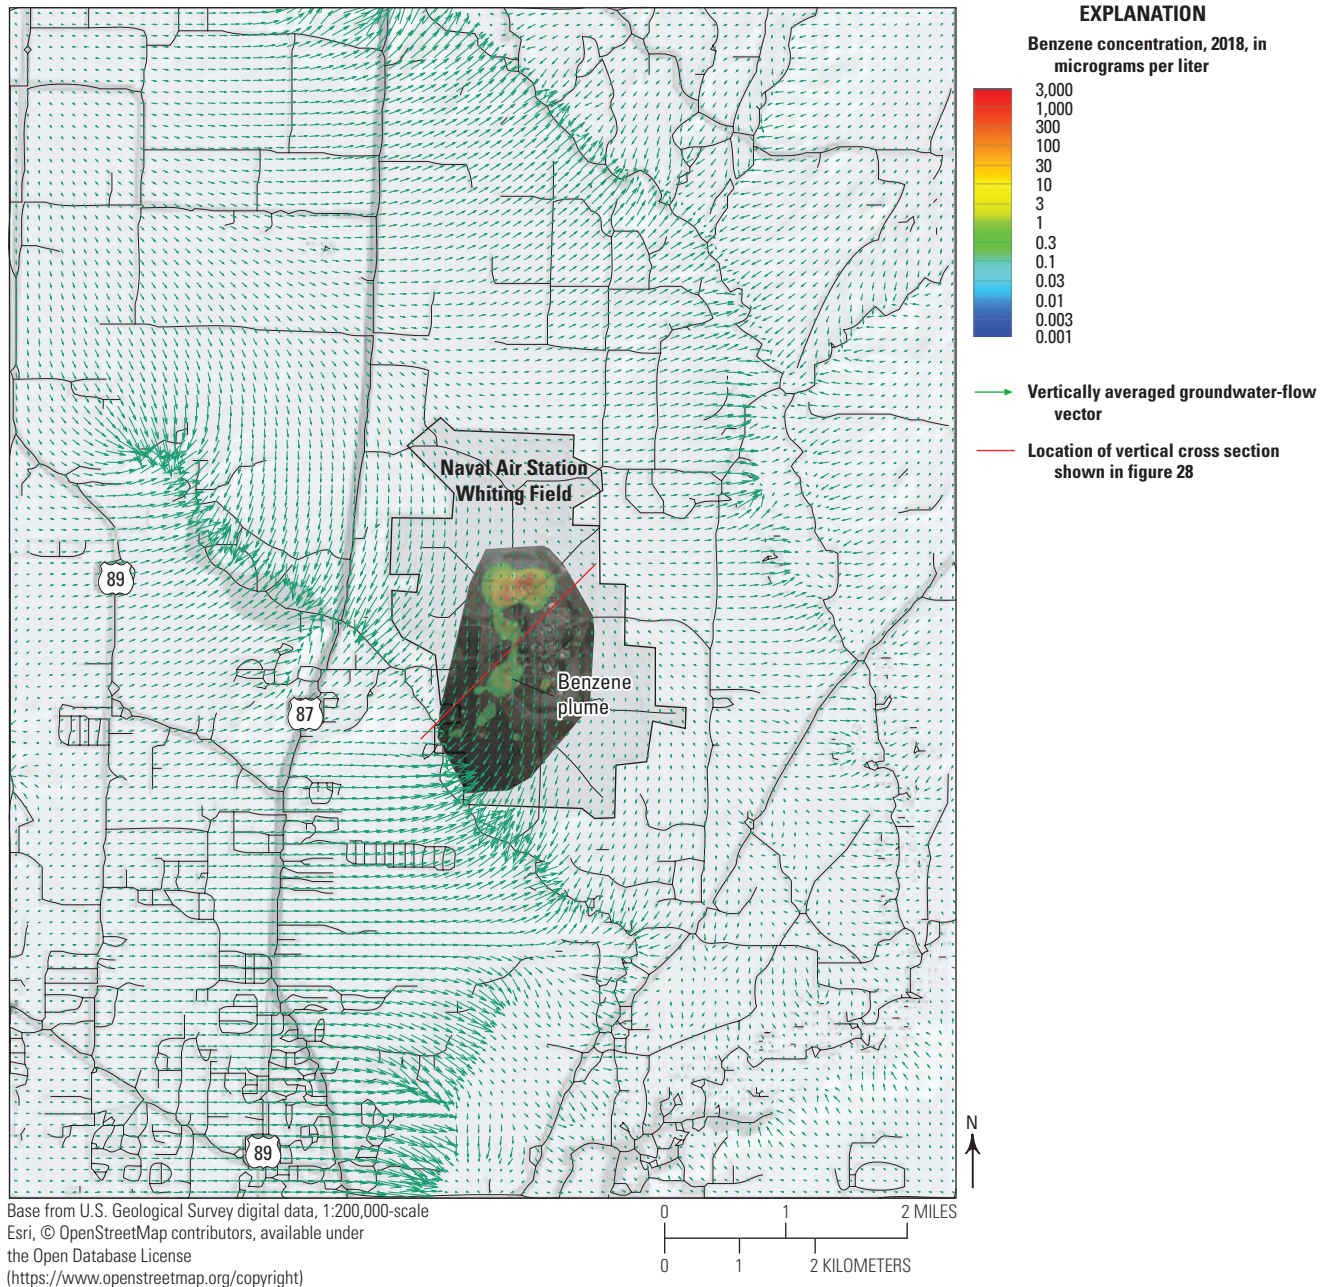 EXPLANATION
Benzene concentration, 2018, in
micrograms per liter
3,000
1,000
300
100
30
10
3
1
0.3
0.1
0.03
0.01
0.003
0.001
Vertically averaged groundwater-flow
vector
Location of vertical cross section
shown in figure 28
Naval Air Station
Whiting Field
89
Benzene
plume
87
89
N
Base from U.S. Geological Survey digital data, 1:200,000-scale
Esri, © OpenStreetMap contributors, available under
the Open Database License
(https://www.openstreetmap.org/copyright)
0 1 2 MILES
0 1 2 KILOMETERS